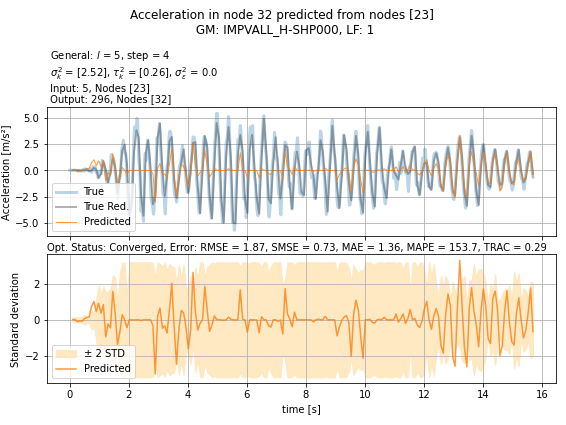 Acceleration in node 32 predicted from nodes [23]
GM: IMPVALL_H-SHP000, LF: 1
General: l = 5, step = 4
σ²ₖ = [2.52], τ²ₖ = [0.26], σ²ₑ = 0.0
Input: 5, Nodes [23]
Output: 296, Nodes [32]
Acceleration [m/s²]
5.0
2.5
0.0
−2.5
−5.0
True
True Red.
Predicted
Opt. Status: Converged, Error: RMSE = 1.87, SMSE = 0.73, MAE = 1.36, MAPE = 153.7, TRAC = 0.29
Standard deviation
2
0
−2
± 2 STD
Predicted
0 2 4 6 8 10 12 14 16
time [s]